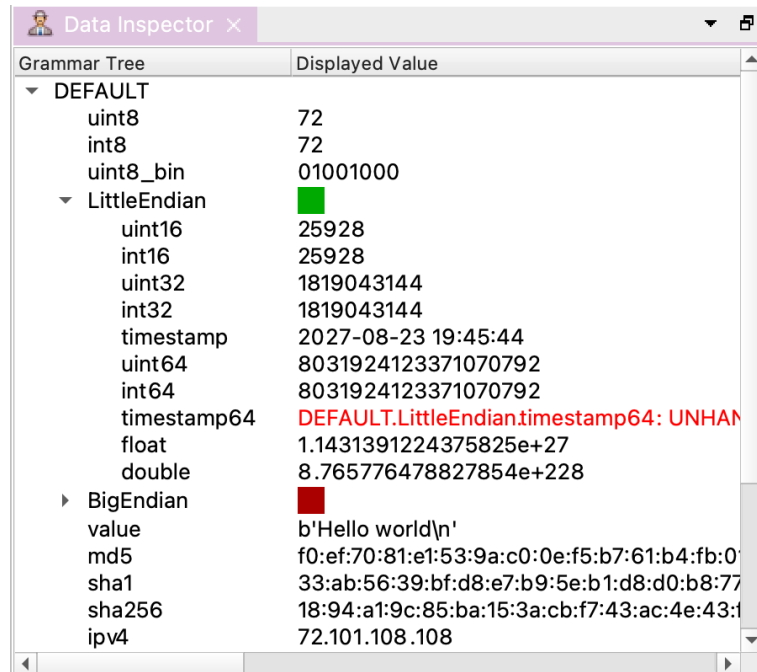 Data Inspector
Grammar Tree Displayed Value
DEFAULT
uint8 72
int8 72
uint8_bin 01001000
LittleEndian
uint16 25928
int16 25928
uint32 1819043144
int32 1819043144
timestamp 2027-08-23 19:45:44
uint64 8031924123371070792
int64 8031924123371070792
timestamp64 DEFAULT.LittleEndian.timestamp64: UNHAN
float 1.1431391224375825e+27
double 8.765776478827854e+228
BigEndian
value b'Hello world\n'
md5 f0:ef:70:81:e1:53:9a:c0:0e:f5:b7:61:b4:fb:0
sha1 33:ab:56:39:bf:d8:e7:b9:5e:b1:d8:d0:b8:77
sha256 18:94:a1:9c:85:ba:15:3a:cb:f7:43:ac:4e:43:f
ipv4 72.101.108.108